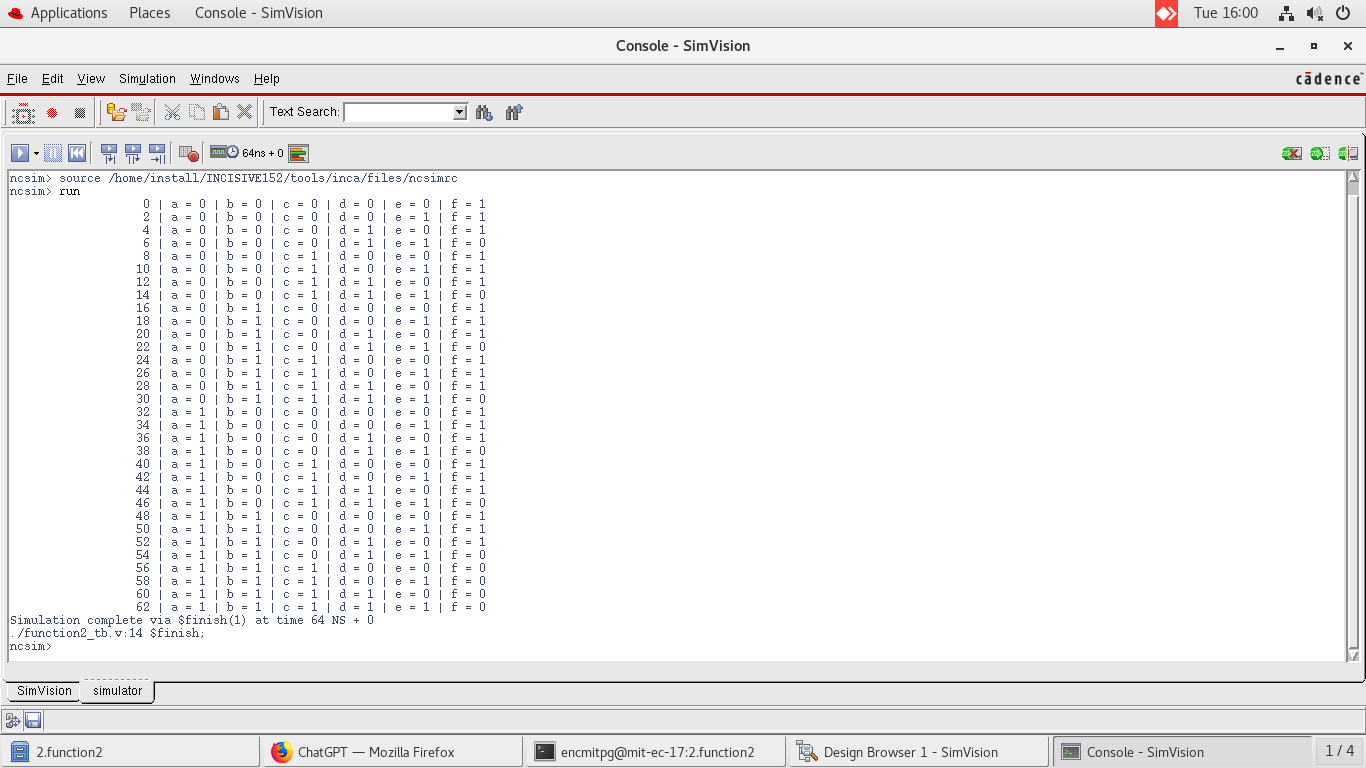 Applications Places Console - SimVision Tue 16:00
Console - SimVision
File Edit View Simulation Windows Help cādence
Text Search:
64ns + 0
ncsim> source /home/install/INCISIVE152/tools/inca/files/ncsimrc
ncsim> run
0 | a = 0 | b = 0 | c = 0 | d = 0 | e = 0 | f = 1
2 | a = 0 | b = 0 | c = 0 | d = 0 | e = 1 | f = 1
4 | a = 0 | b = 0 | c = 0 | d = 1 | e = 0 | f = 1
6 | a = 0 | b = 0 | c = 0 | d = 1 | e = 1 | f = 0
8 | a = 0 | b = 0 | c = 1 | d = 0 | e = 0 | f = 1
10 | a = 0 | b = 0 | c = 1 | d = 0 | e = 1 | f = 1
12 | a = 0 | b = 0 | c = 1 | d = 1 | e = 0 | f = 1
14 | a = 0 | b = 0 | c = 1 | d = 1 | e = 1 | f = 0
16 | a = 0 | b = 1 | c = 0 | d = 0 | e = 0 | f = 1
18 | a = 0 | b = 1 | c = 0 | d = 0 | e = 1 | f = 1
20 | a = 0 | b = 1 | c = 0 | d = 1 | e = 0 | f = 1
22 | a = 0 | b = 1 | c = 0 | d = 1 | e = 1 | f = 0
24 | a = 0 | b = 1 | c = 1 | d = 0 | e = 0 | f = 1
26 | a = 0 | b = 1 | c = 1 | d = 0 | e = 1 | f = 1
28 | a = 0 | b = 1 | c = 1 | d = 1 | e = 0 | f = 1
30 | a = 0 | b = 1 | c = 1 | d = 1 | e = 1 | f = 0
32 | a = 1 | b = 0 | c = 0 | d = 0 | e = 0 | f = 1
34 | a = 1 | b = 0 | c = 0 | d = 0 | e = 1 | f = 1
36 | a = 1 | b = 0 | c = 0 | d = 1 | e = 0 | f = 1
38 | a = 1 | b = 0 | c = 0 | d = 1 | e = 1 | f = 0
40 | a = 1 | b = 0 | c = 1 | d = 0 | e = 0 | f = 1
42 | a = 1 | b = 0 | c = 1 | d = 0 | e = 1 | f = 1
44 | a = 1 | b = 0 | c = 1 | d = 1 | e = 0 | f = 1
46 | a = 1 | b = 0 | c = 1 | d = 1 | e = 1 | f = 0
48 | a = 1 | b = 1 | c = 0 | d = 0 | e = 0 | f = 1
50 | a = 1 | b = 1 | c = 0 | d = 0 | e = 1 | f = 1
52 | a = 1 | b = 1 | c = 0 | d = 1 | e = 0 | f = 1
54 | a = 1 | b = 1 | c = 0 | d = 1 | e = 1 | f = 0
56 | a = 1 | b = 1 | c = 1 | d = 0 | e = 0 | f = 0
58 | a = 1 | b = 1 | c = 1 | d = 0 | e = 1 | f = 0
60 | a = 1 | b = 1 | c = 1 | d = 1 | e = 0 | f = 0
62 | a = 1 | b = 1 | c = 1 | d = 1 | e = 1 | f = 0
Simulation complete via $finish(1) at time 64 NS + 0
./function2_tb.v:14 $finish;
ncsim>
SimVision simulator
2.function2 ChatGPT — Mozilla Firefox encmitpg@mit-ec-17:2.function2 Design Browser 1 - SimVision Console - SimVision 1 / 4